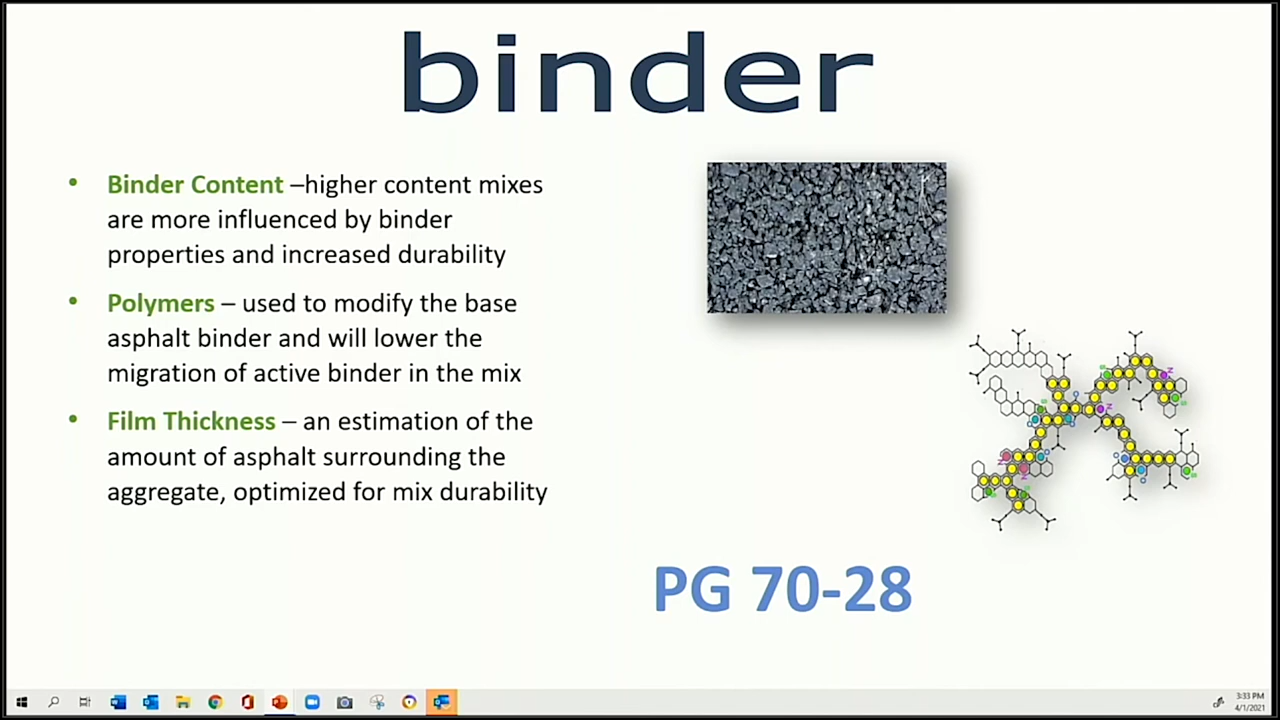 binder
• Binder Content –higher content mixes
are more influenced by binder
properties and increased durability
• Polymers – used to modify the base
asphalt binder and will lower the
migration of active binder in the mix
• Film Thickness – an estimation of the
amount of asphalt surrounding the
aggregate, optimized for mix durability
PG 70-28
3:33 PM
4/1/2021